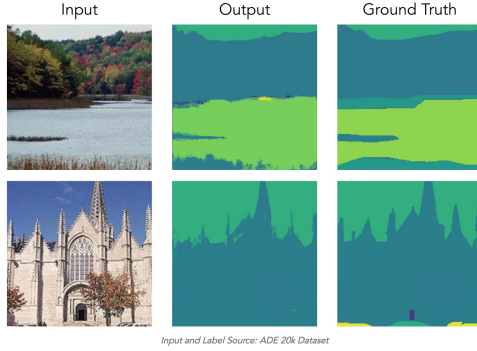 Input
Output
Ground Truth
Input and Label Source: ADE 20k Dataset